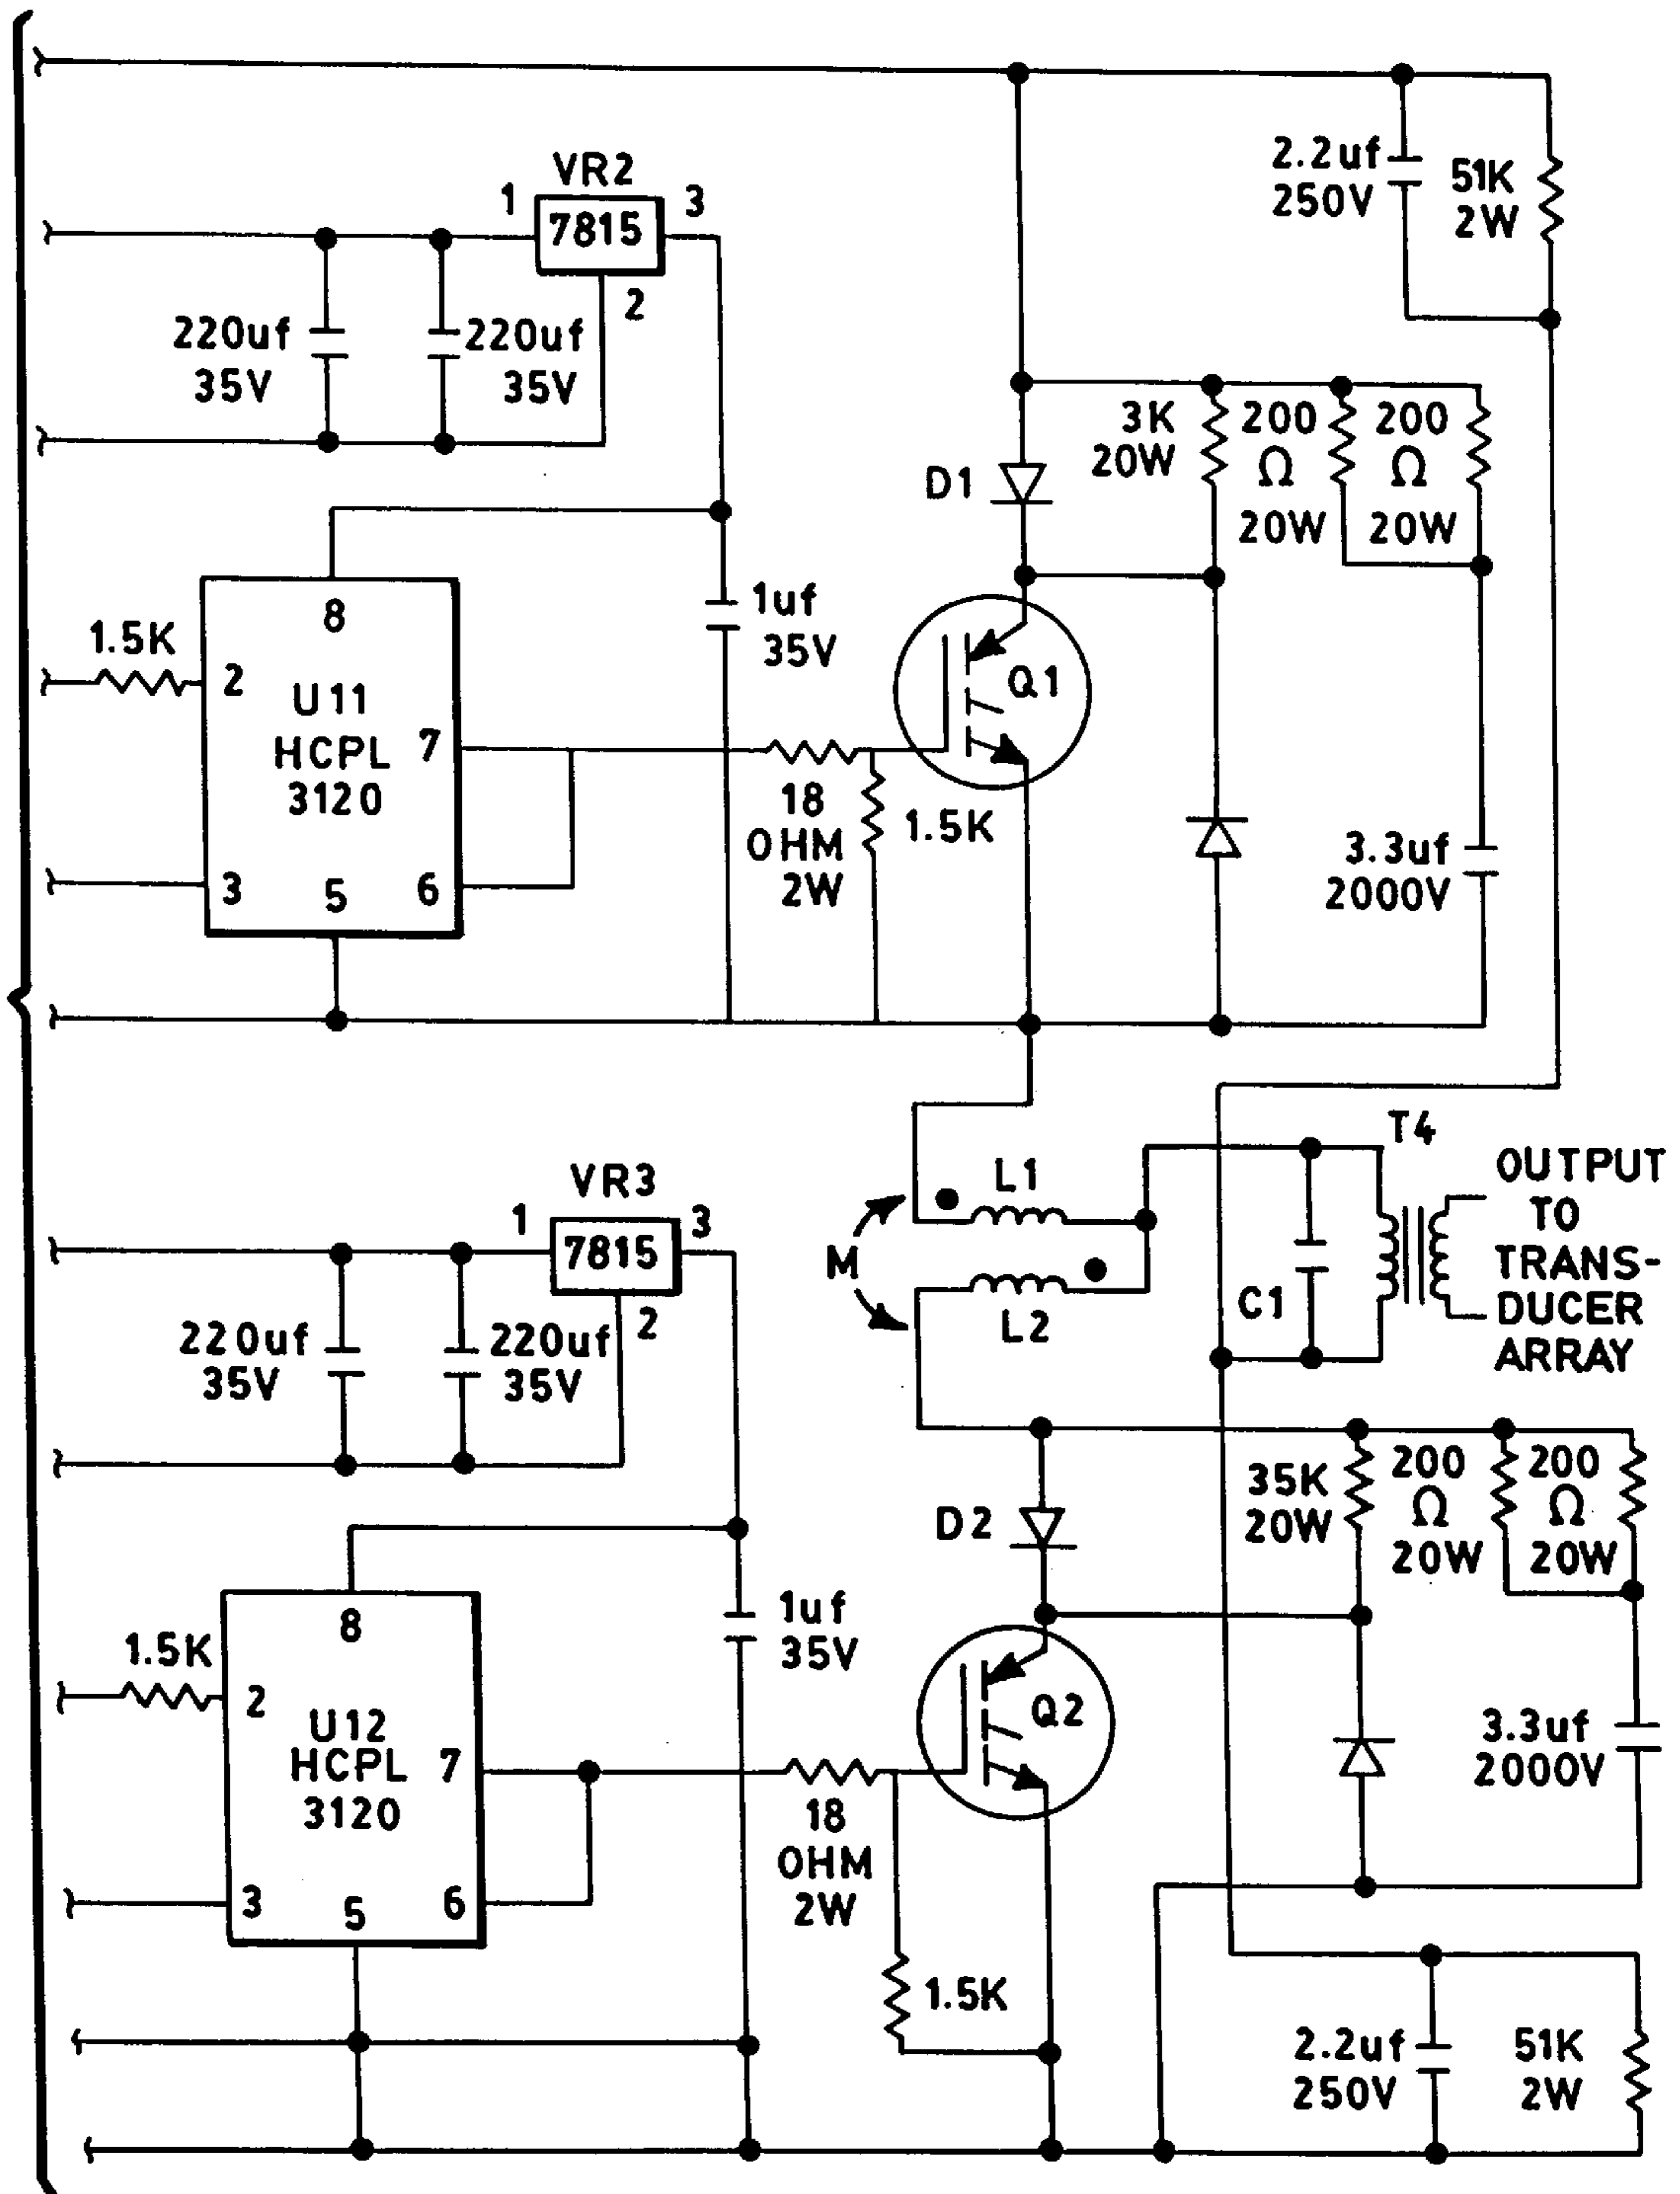 2.2uf
250V
51K
2W
VR2
1
7815
3
2
220uf
35V
220uf
35V
3K
20W
200
Ω
20W
200
Ω
20W
D1
8
1uf
35V
1.5K
2
U11
HCPL
3120
7
Q1
18
OHM
2W
1.5K
3.3uf
2000V
3
5
6
T4
OUTPUT
TO
TRANS-
DUCER
ARRAY
L1
M
L2
C1
VR3
1
7815
3
2
220uf
35V
220uf
35V
35K
20W
200
Ω
20W
200
Ω
20W
D2
8
1uf
35V
1.5K
2
U12
HCPL
3120
7
Q2
18
OHM
2W
3.3uf
2000V
3
5
6
1.5K
2.2uf
250V
51K
2W